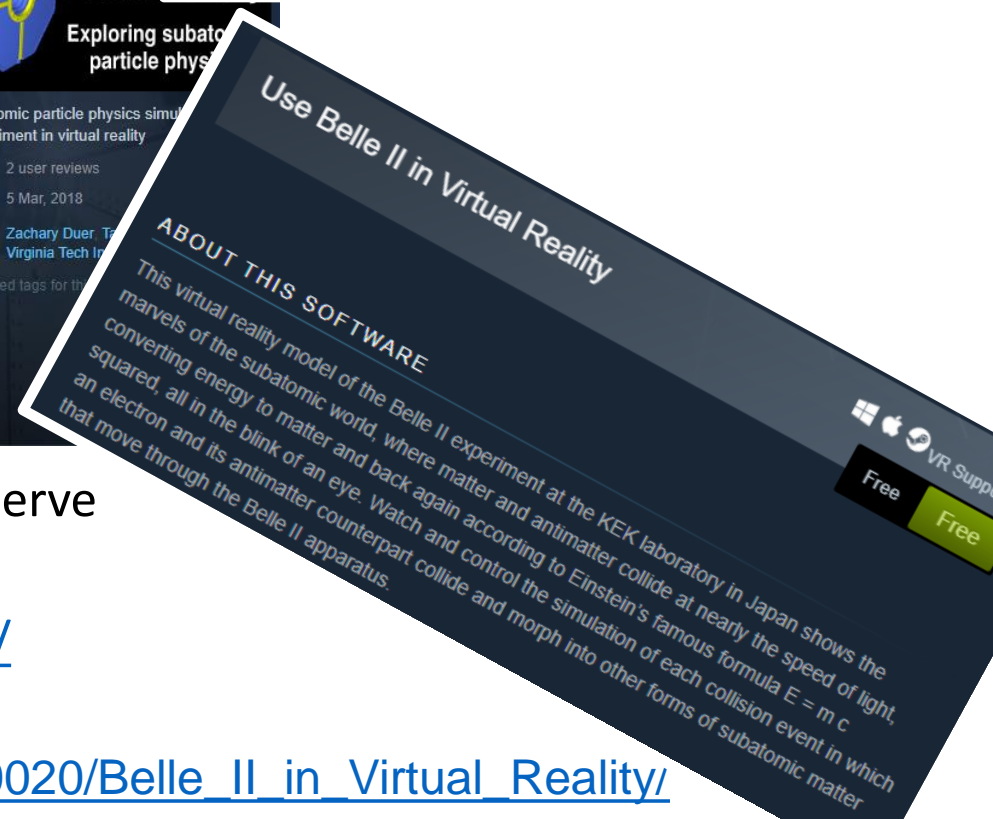 Exploring subato
particle phys
omic particle physics simul
iment in virtual reality
2 user reviews
5 Mar, 2018
Zachary Duer, Ta
Virginia Tech In
ed tags for th
Use Belle II in Virtual Reality
VR Suppo
Free
Free
ABOUT THIS SOFTWARE
This virtual reality model of the Belle II experiment at the KEK laboratory in Japan shows the
marvels of the subatomic world, where matter and antimatter collide at nearly the speed of light,
converting energy to matter and back again according to Einstein's famous formula E = m c
squared, all in the blink of an eye. Watch and control the simulation of each collision event in which
an electron and its antimatter counterpart collide and morph into other forms of subatomic matter
that move through the Belle II apparatus.
erve
/
0020/Belle_II_in_Virtual_Reality/